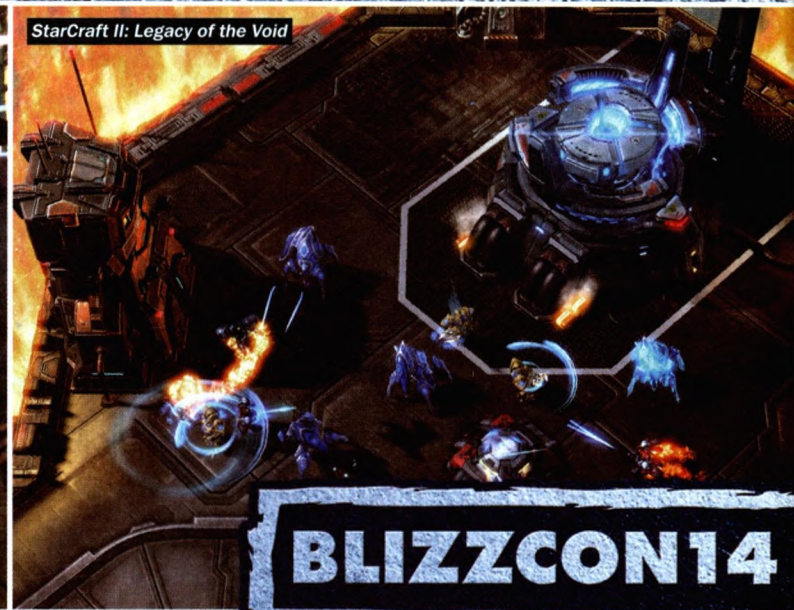 StarCraft II: Legacy of the Void
BLIZZCON14